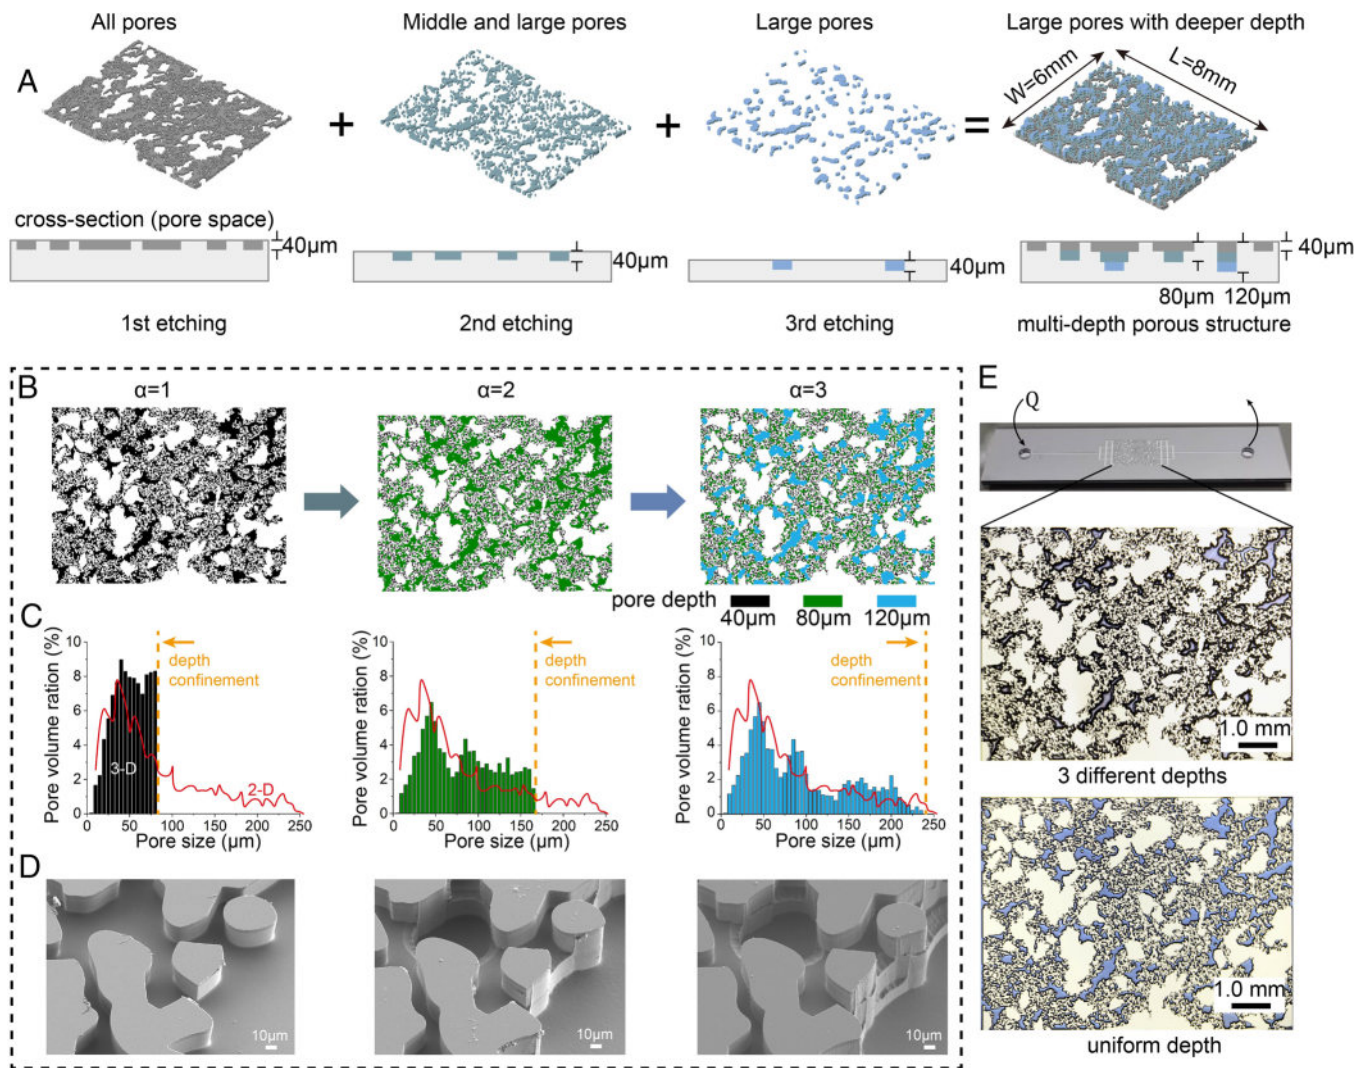 All pores
Middle and large pores
Large pores
Large pores with deeper depth
A
W=6mm
L=8mm
+
+
=
cross-section (pore space)
40μm
40μm
40μm
40μm
80μm 120μm
1st etching
2nd etching
3rd etching
multi-depth porous structure
B
α=1
α=2
α=3
pore depth
40μm
80μm
120μm
C
Pore volume ration (%)
10
8
6
4
2
0
depth
confinement
3-D
2-D
0 50 100 150 200 250
Pore size (μm)
Pore volume ration (%)
10
8
6
4
2
0
depth
confinement
0 50 100 150 200 250
Pore size (μm)
Pore volume ration (%)
10
8
6
4
2
0
depth
confinement
0 50 100 150 200 250
Pore size (μm)
D
10μm
10μm
10μm
E
Q
1.0 mm
3 different depths
1.0 mm
uniform depth